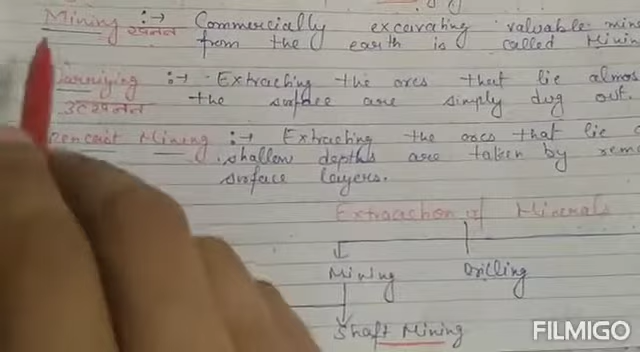 Mining :→ Commercially excavating valuable
खनन from the earth is called
:→ Extracting the ores that lie
उत्खनन the surface are simply dug out.
Mining :→ Extracting the ores that lie
shallow depths are taken by
surface layers.
Extraction of Minerals
Mining Drilling
Shaft Mining
FILMIGO